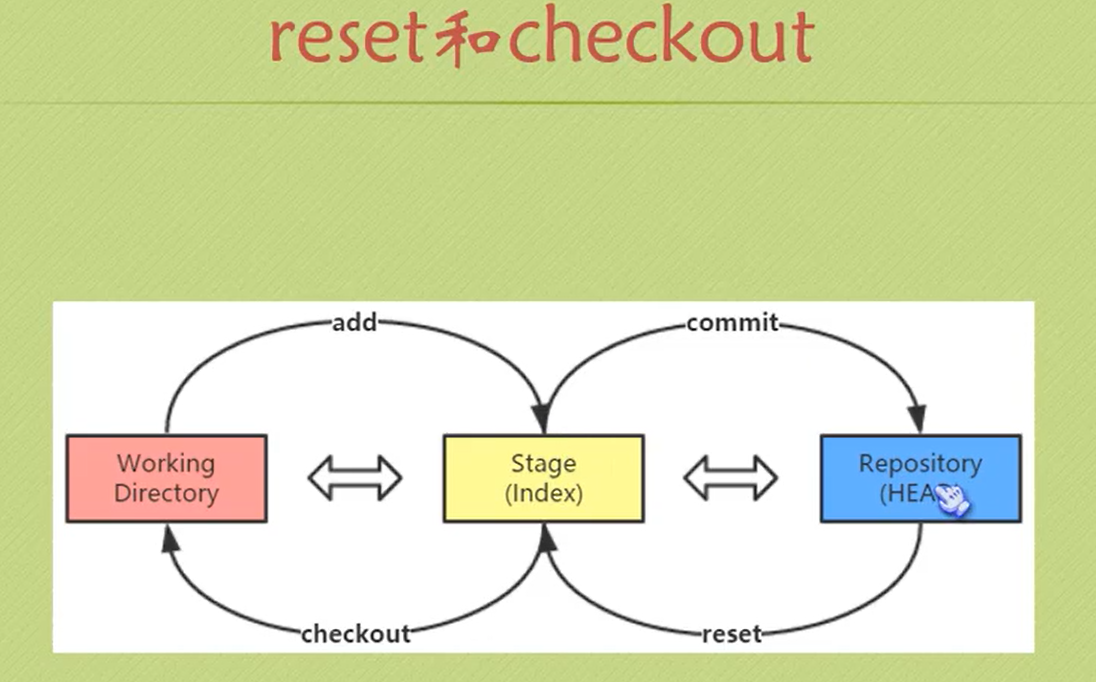 reset和checkout
add
commit
Working
Directory
Stage
(Index)
Repository
checkout
reset